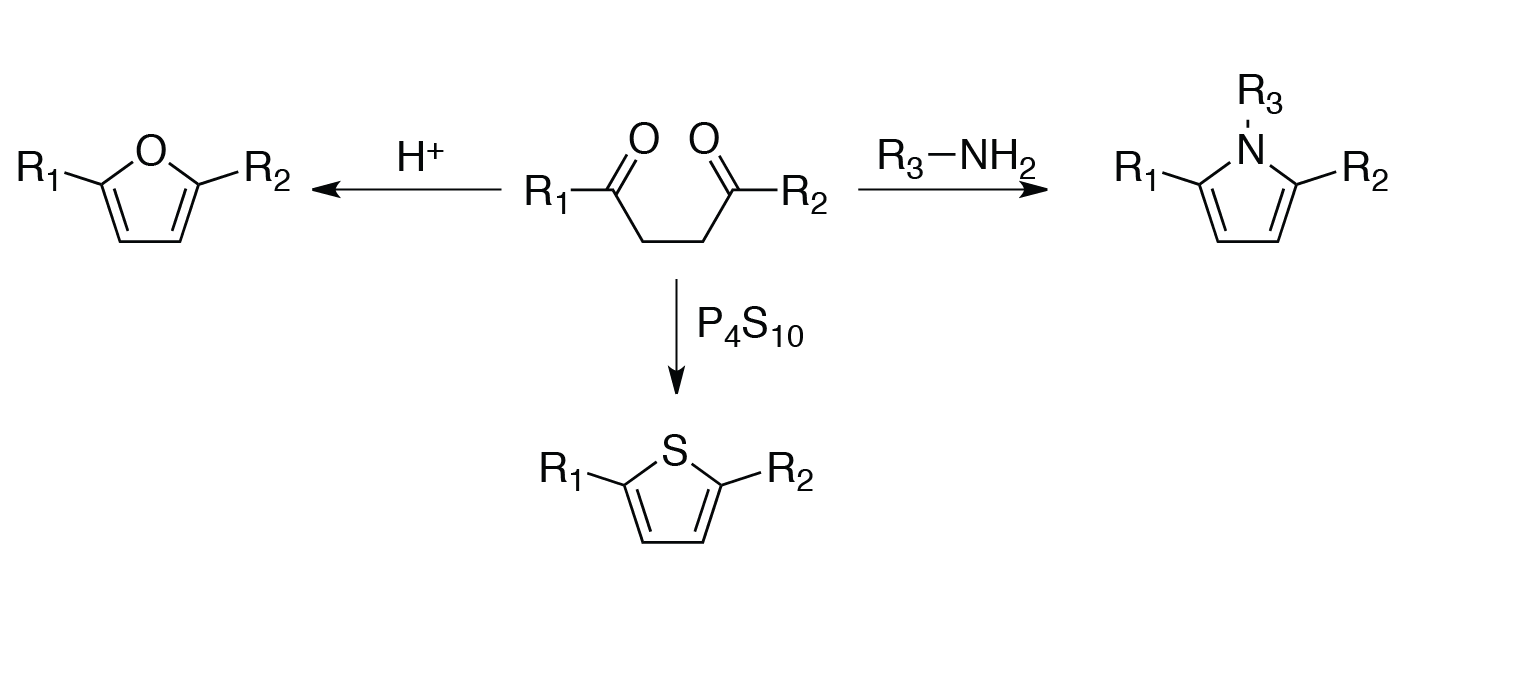 R3
O O O N
R1 R2 H+ R1 R2 R3–NH2 R1 R2
P4S10
S
R1 R2